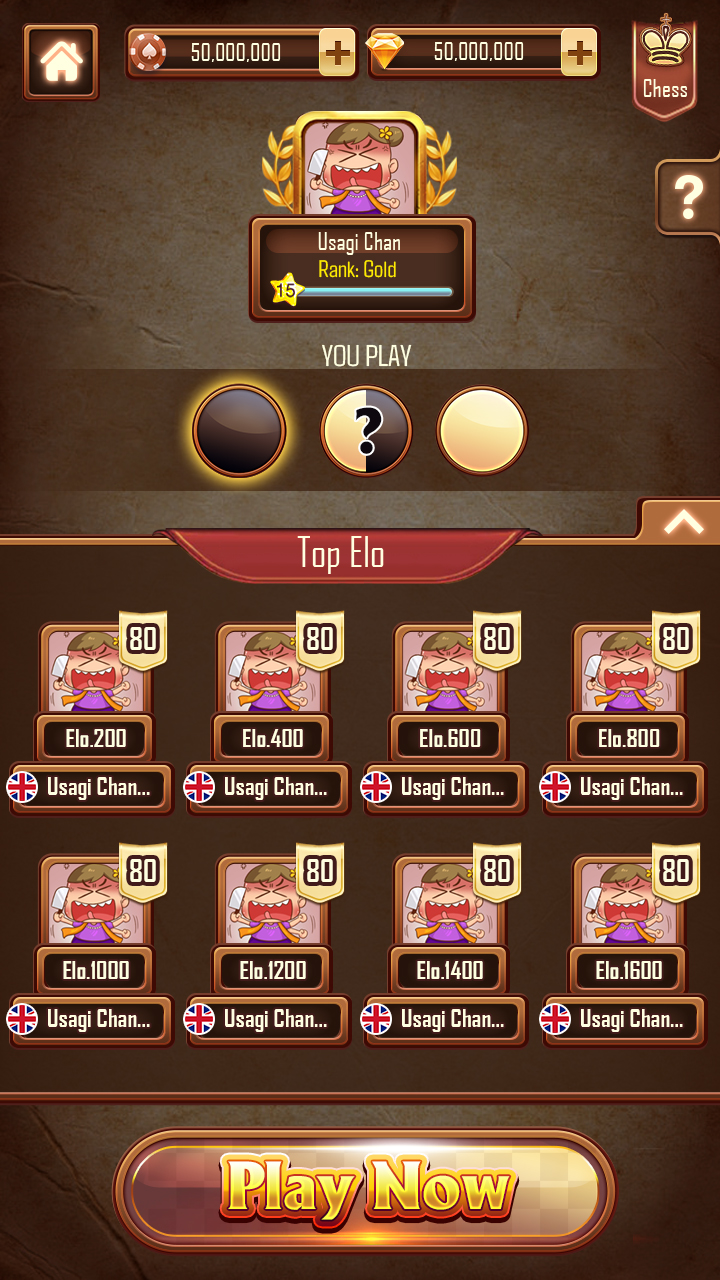 50,000,000
50,000,000
Chess
?
Usagi Chan
Rank: Gold
15
YOU PLAY
?
Top Elo
80 80 80 80
Elo.200 Elo.400 Elo.600 Elo.800
Usagi Chan... Usagi Chan... Usagi Chan... Usagi Chan...
80 80 80 80
Elo.1000 Elo.1200 Elo.1400 Elo.1600
Usagi Chan... Usagi Chan... Usagi Chan... Usagi Chan...
Play Now